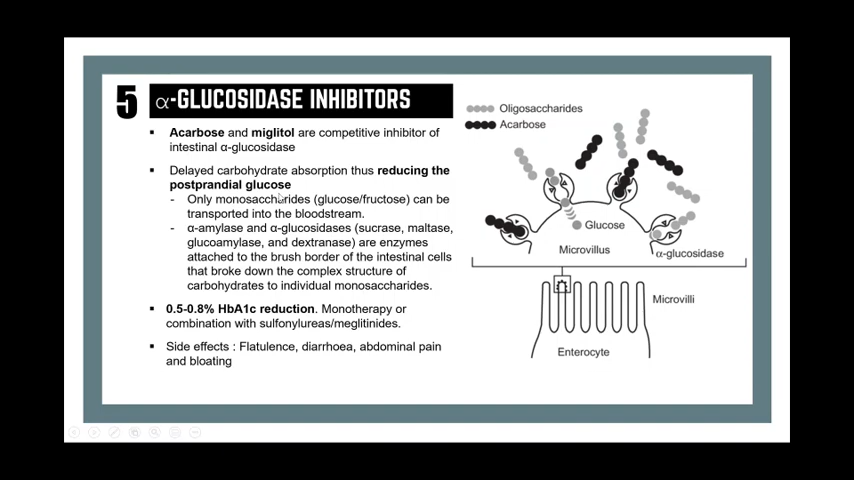 5 α-GLUCOSIDASE INHIBITORS
▪ Acarbose and miglitol are competitive inhibitor of
intestinal α-glucosidase
▪ Delayed carbohydrate absorption thus reducing the
postprandial glucose
- Only monosaccharides (glucose/fructose) can be
transported into the bloodstream.
- α-amylase and α-glucosidases (sucrase, maltase,
glucoamylase, and dextranase) are enzymes
attached to the brush border of the intestinal cells
that broke down the complex structure of
carbohydrates to individual monosaccharides.
▪ 0.5-0.8% HbA1c reduction. Monotherapy or
combination with sulfonylureas/meglitinides.
▪ Side effects : Flatulence, diarrhoea, abdominal pain
and bloating
Oligosaccharides
Acarbose
Glucose
Microvillus
α-glucosidase
Microvilli
Enterocyte